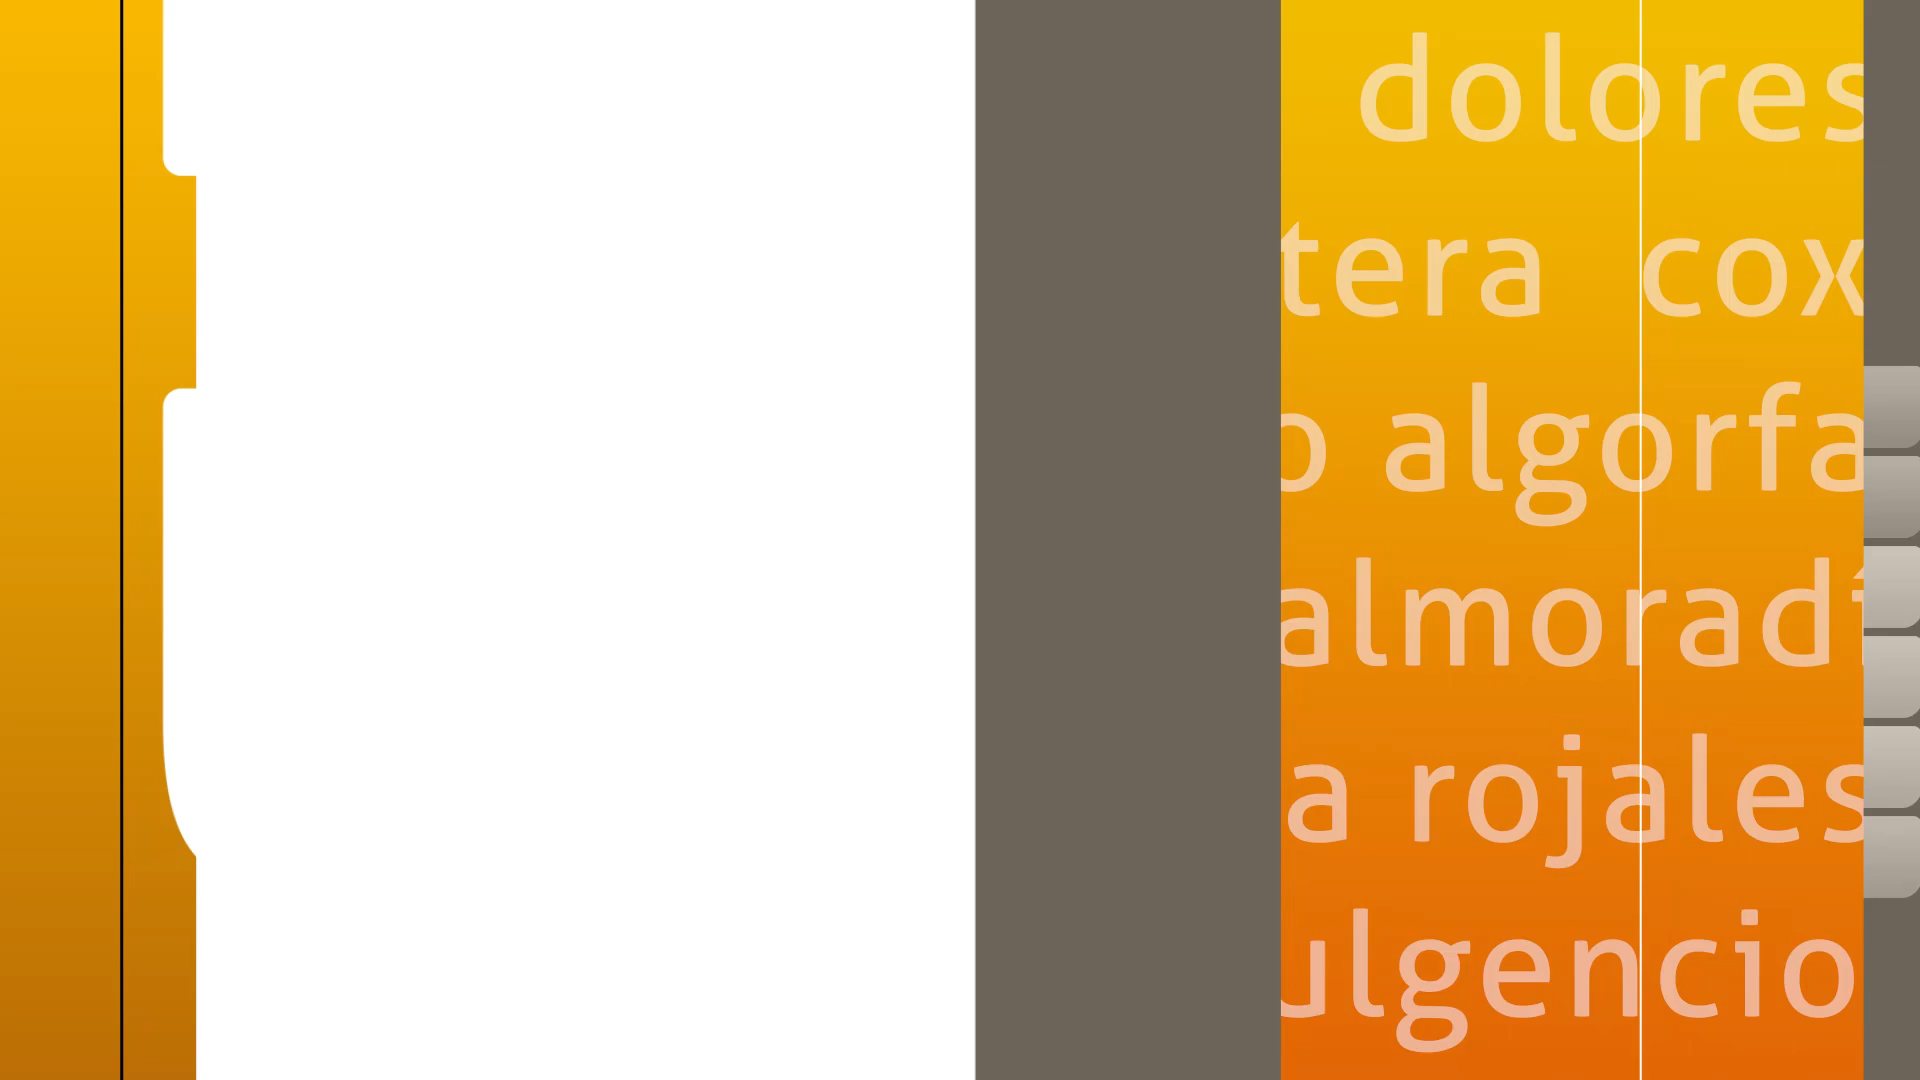 dolores
tera cox
o algorfa
almoradí
a rojales
ulgencio